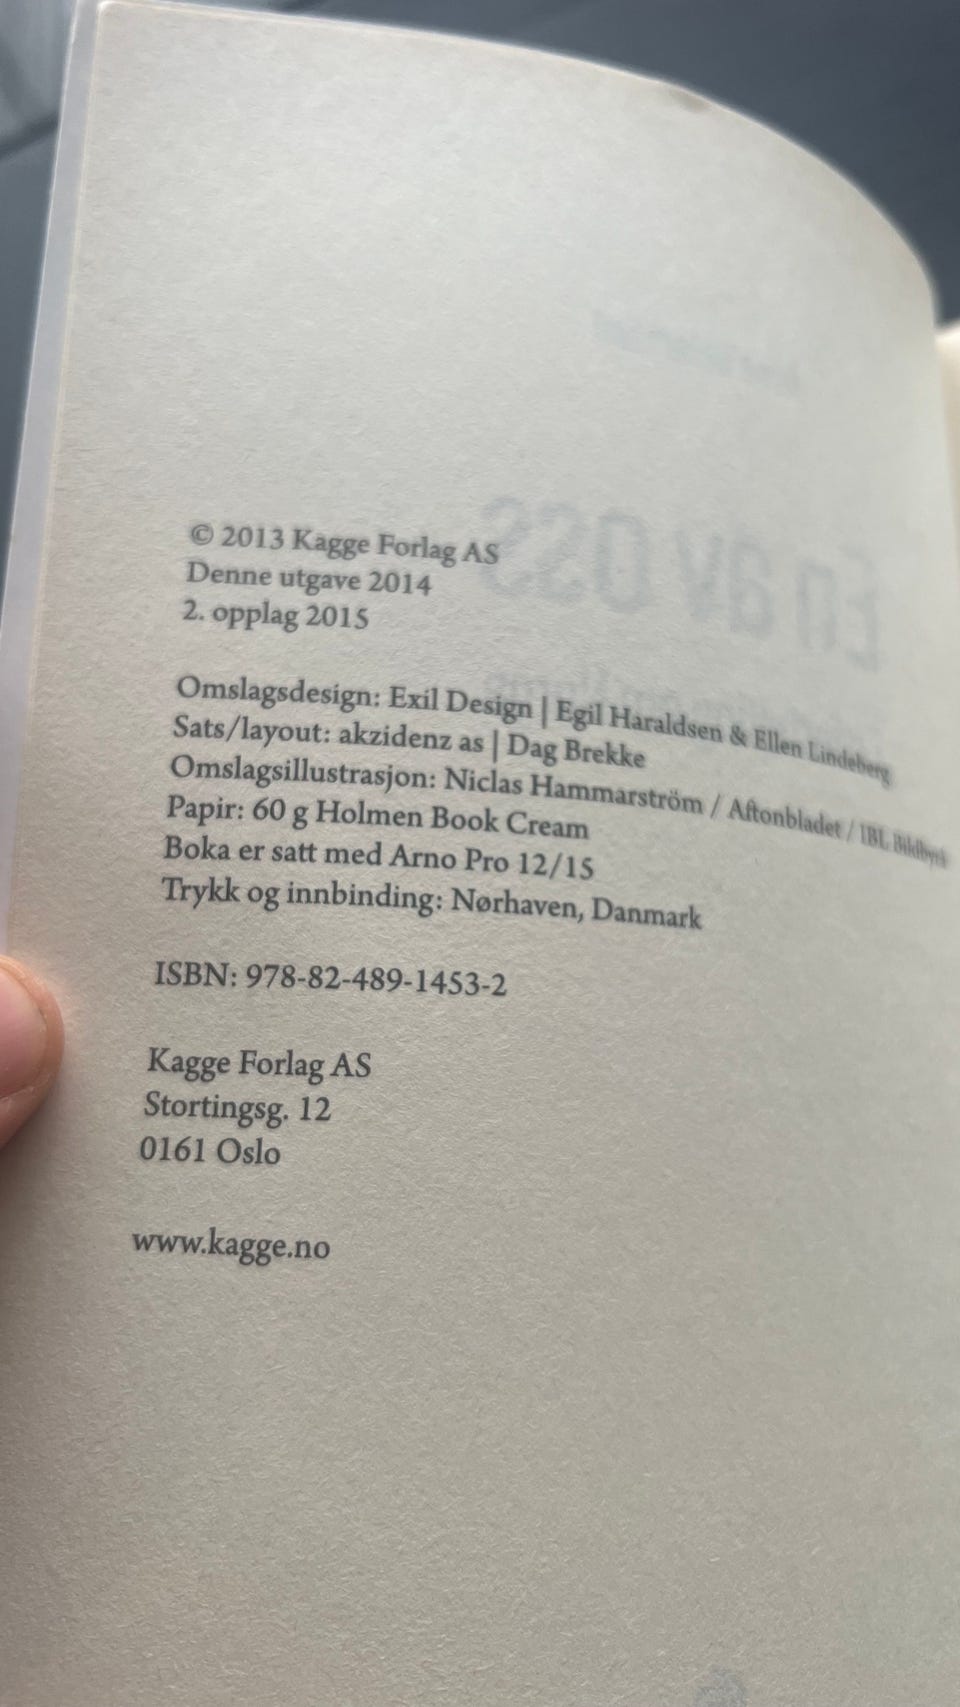 © 2013 Kagge Forlag AS
Denne utgave 2014
2. opplag 2015
Omslagsdesign: Exil Design | Egil Haraldsen & Ellen Lindeberg
Sats/layout: akzidenz as | Dag Brekke
Omslagsillustrasjon: Niclas Hammarström / Aftonbladet / IBL Bildbyrå
Papir: 60 g Holmen Book Cream
Boka er satt med Arno Pro 12/15
Trykk og innbinding: Nørhaven, Danmark
ISBN: 978-82-489-1453-2
Kagge Forlag AS
Stortingsg. 12
0161 Oslo
www.kagge.no
En av oss